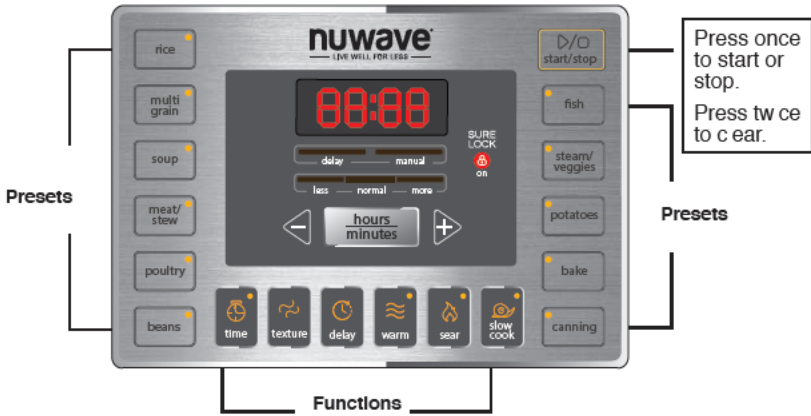 nuwave
LIVE WELL FOR LESS
rice
multi
grain
soup
meat/
stew
poultry
beans
Presets
88:88
delay
manual
less
normal
more
SURE
LOCK
on
hours
minutes
time
texture
delay
warm
sear
slow
cook
Functions
start/stop
fish
steam/
veggies
potatoes
bake
canning
Presets
Press once
to start or
stop.
Press tw ce
to c ear.